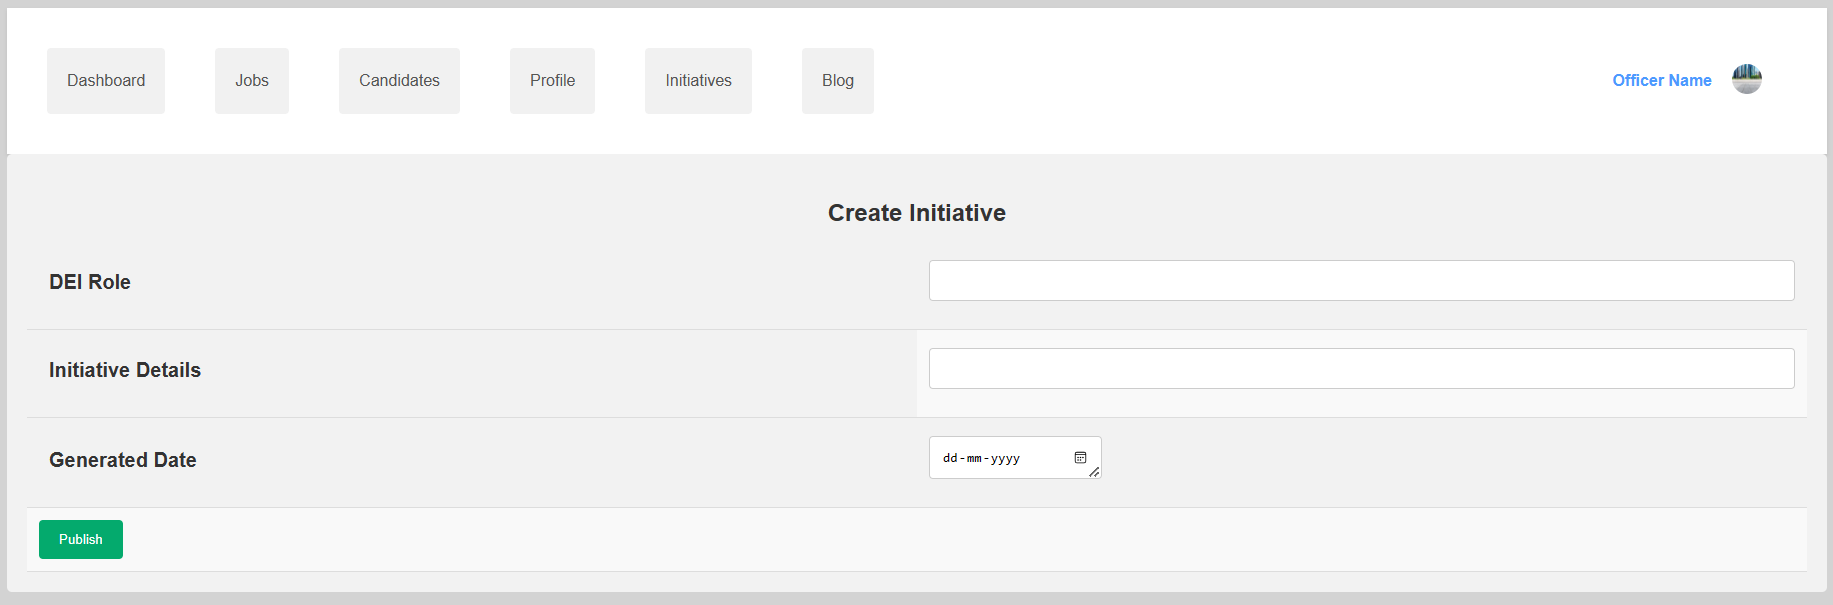 Dashboard Jobs Candidates Profile Initiatives Blog Officer Name
Create Initiative
DEI Role
Initiative Details
Generated Date dd-mm-yyyy
Publish